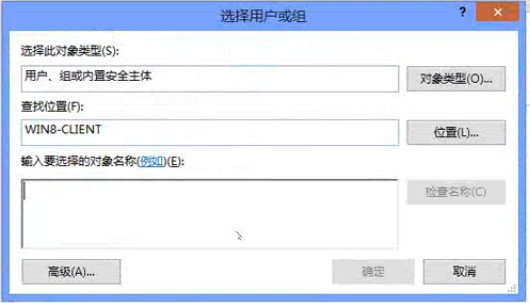 选择用户或组
? ×
选择此对象类型(S):
用户、组或内置安全主体
对象类型(O)...
查找位置(F):
WIN8-CLIENT
位置(L)...
输入要选择的对象名称(例如)(E):
检查名称(C)
高级(A)...
确定
取消